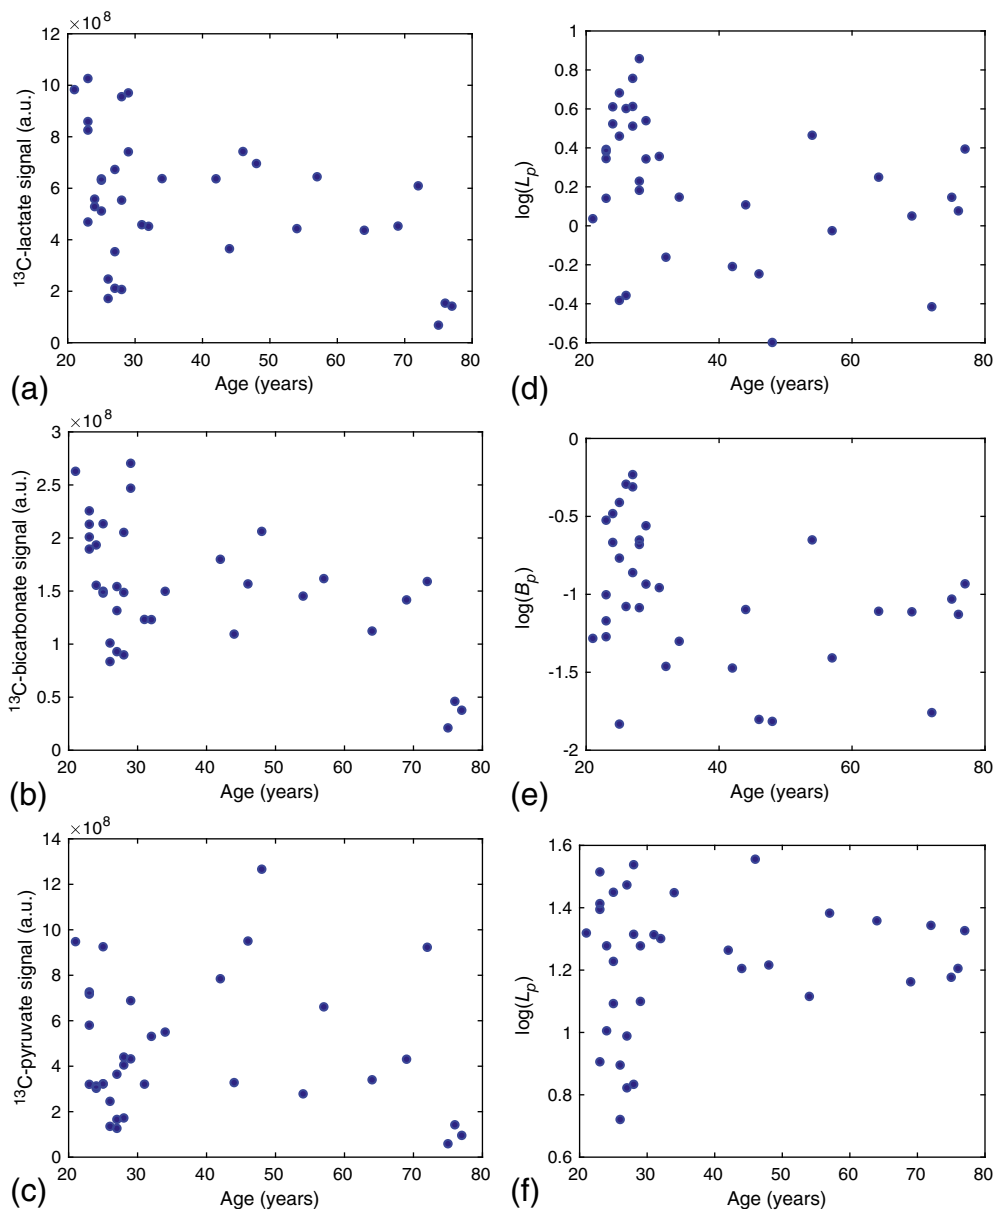 ×10⁸
12
10
8
6
4
2
0
20 30 40 50 60 70 80
¹³C-lactate signal (a.u.)
Age (years)
(a)
1
0.8
0.6
0.4
0.2
0
-0.2
-0.4
-0.6
20 40 60 80
log(Lₚ)
Age (years)
(d)
×10⁸
3
2.5
2
1.5
1
0.5
0
20 30 40 50 60 70 80
¹³C-bicarbonate signal (a.u.)
Age (years)
(b)
0
-0.5
-1
-1.5
-2
20 40 60 80
log(Bₚ)
Age (years)
(e)
×10⁸
14
12
10
8
6
4
2
0
20 30 40 50 60 70 80
¹³C-pyruvate signal (a.u.)
Age (years)
(c)
1.6
1.4
1.2
1
0.8
0.6
20 30 40 50 60 70 80
log(Lₚ)
Age (years)
(f)